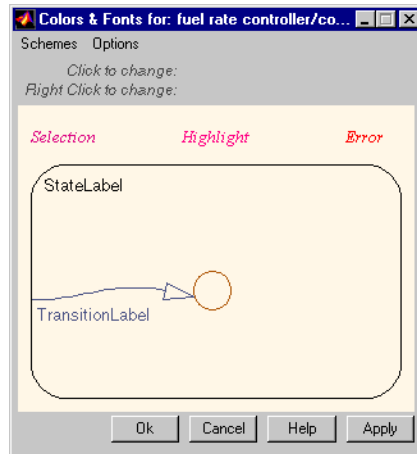 Colors & Fonts for: fuel rate controller/co...
Schemes Options
Click to change:
Right Click to change:
Selection Highlight Error
StateLabel
TransitionLabel
Ok Cancel Help Apply